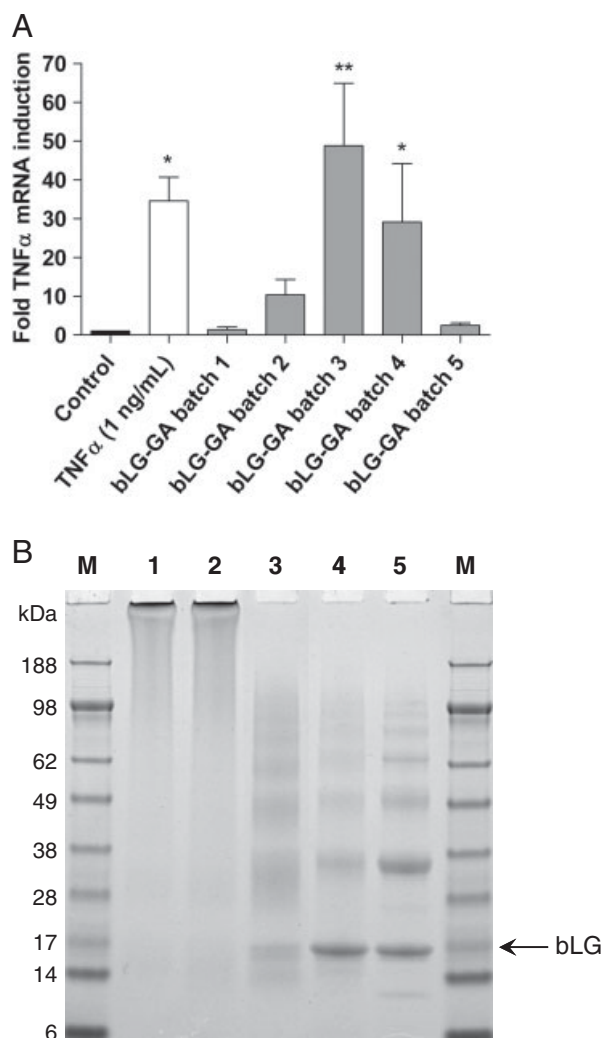 A
Fold TNFα mRNA induction
70
60
50
40
30
20
10
0
*
**
*
Control
TNFα (1 ng/mL)
bLG-GA batch 1
bLG-GA batch 2
bLG-GA batch 3
bLG-GA batch 4
bLG-GA batch 5
B
M 1 2 3 4 5 M
kDa
188
98
62
49
38
28
17
14
6
bLG